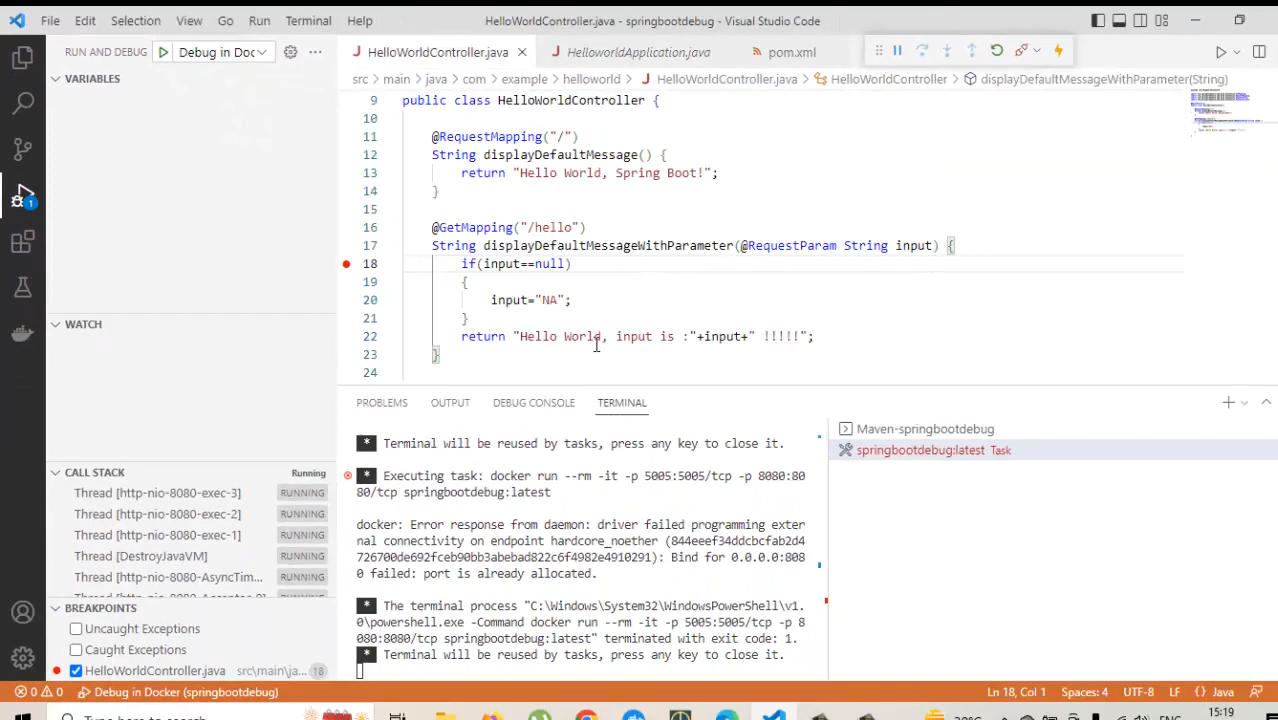 File Edit Selection View Go Run Terminal Help
HelloWorldController.java - springbootdebug - Visual Studio Code
RUN AND DEBUG Debug in Doc
HelloWorldController.java HelloworldApplication.java pom.xml
src > main > java > com > example > helloworld > HelloWorldController.java > HelloWorldController > displayDefaultMessageWithParameter(String)
VARIABLES
WATCH
CALL STACK Running
Thread [http-nio-8080-exec-3] RUNNING
Thread [http-nio-8080-exec-2] RUNNING
Thread [http-nio-8080-exec-1] RUNNING
Thread [DestroyJavaVM] RUNNING
Thread [http-nio-8080-AsyncTim... RUNNING
BREAKPOINTS
Uncaught Exceptions
Caught Exceptions
HelloWorldController.java src\main\ja... 18
9 public class HelloWorldController {
10
11 @RequestMapping("/")
12 String displayDefaultMessage() {
13 return "Hello World, Spring Boot!";
14 }
15
16 @GetMapping("/hello")
17 String displayDefaultMessageWithParameter(@RequestParam String input) {
18 if(input==null)
19 {
20 input="NA";
21 }
22 return "Hello World, input is :"+input+" !!!!!";
23 }
24
PROBLEMS OUTPUT DEBUG CONSOLE TERMINAL
* Terminal will be reused by tasks, press any key to close it.
* Executing task: docker run --rm -it -p 5005:5005/tcp -p 8080:80
80/tcp springbootdebug:latest
docker: Error response from daemon: driver failed programming exter
nal connectivity on endpoint hardcore_noether (844eeef34ddcbcfab2d4
726700de692fceb90bb3abebad822c6f4982e4910291): Bind for 0.0.0.0:808
0 failed: port is already allocated.
* The terminal process "C:\Windows\System32\WindowsPowerShell\v1.
0\powershell.exe -Command docker run --rm -it -p 5005:5005/tcp -p 8
080:8080/tcp springbootdebug:latest" terminated with exit code: 1.
* Terminal will be reused by tasks, press any key to close it.
Maven-springbootdebug
springbootdebug:latest Task
1
0 0 Debug in Docker (springbootdebug)
Ln 18, Col 1 Spaces: 4 UTF-8 LF {} Java
Type here to search
15:19